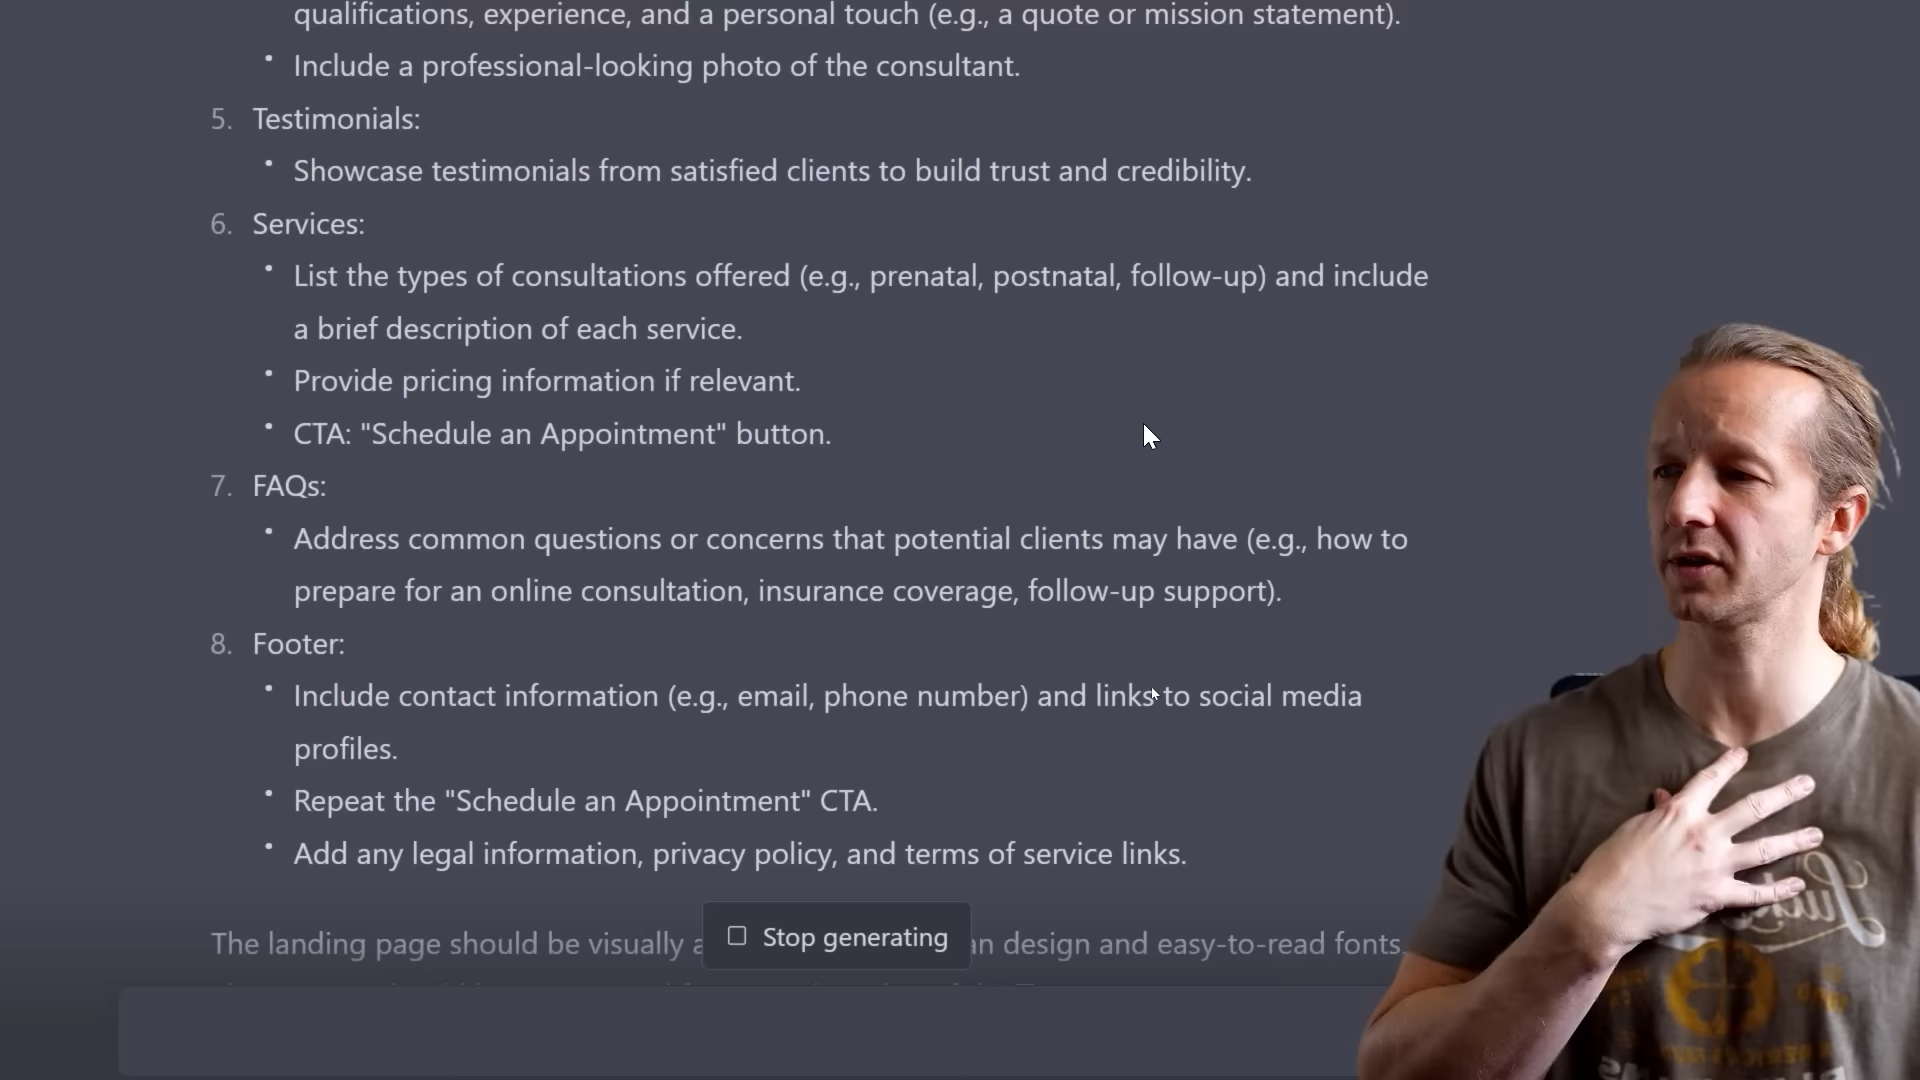 qualifications, experience, and a personal touch (e.g., a quote or mission statement).
• Include a professional-looking photo of the consultant.
5. Testimonials:
• Showcase testimonials from satisfied clients to build trust and credibility.
6. Services:
• List the types of consultations offered (e.g., prenatal, postnatal, follow-up) and include
a brief description of each service.
• Provide pricing information if relevant.
• CTA: "Schedule an Appointment" button.
7. FAQs:
• Address common questions or concerns that potential clients may have (e.g., how to
prepare for an online consultation, insurance coverage, follow-up support).
8. Footer:
• Include contact information (e.g., email, phone number) and links to social media
profiles.
• Repeat the "Schedule an Appointment" CTA.
• Add any legal information, privacy policy, and terms of service links.
The landing page should be visually design and easy-to-read fonts.
Stop generating